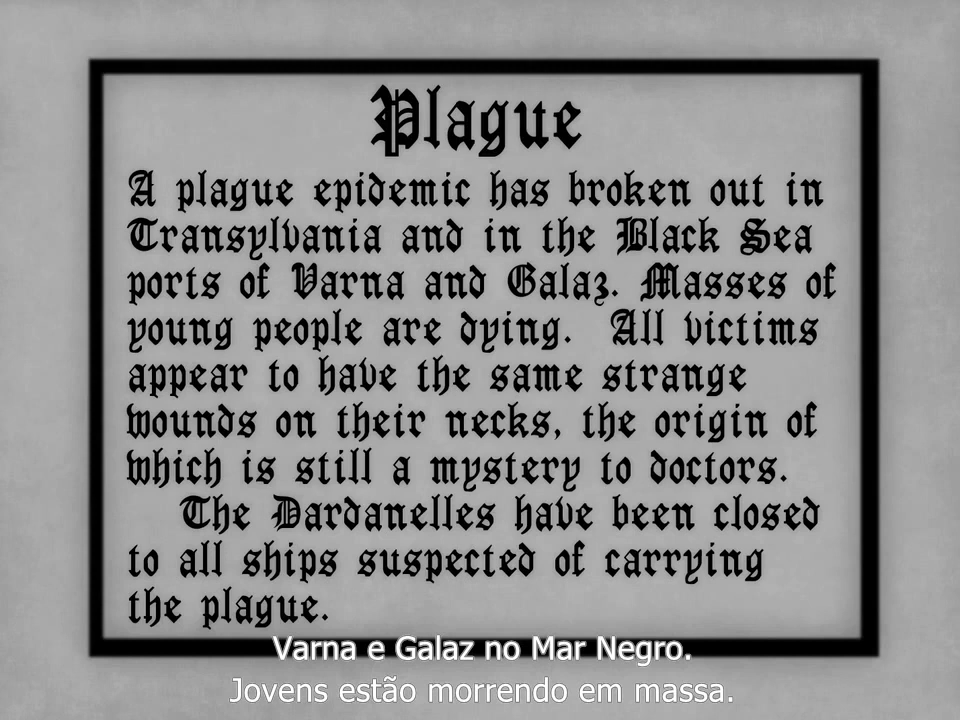 Plague
A plague epidemic has broken out in
Transylvania and in the Black Sea
ports of Varna and Galaz. Masses of
young people are dying. All victims
appear to have the same strange
wounds on their necks, the origin of
which is still a mystery to doctors.
The Dardanelles have been closed
to all ships suspected of carrying
the plague.
Varna e Galaz no Mar Negro.
Jovens estão morrendo em massa.